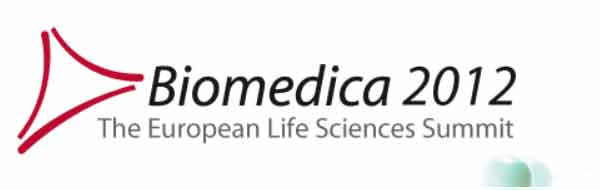 Biomedica 2012
The European Life Sciences Summit